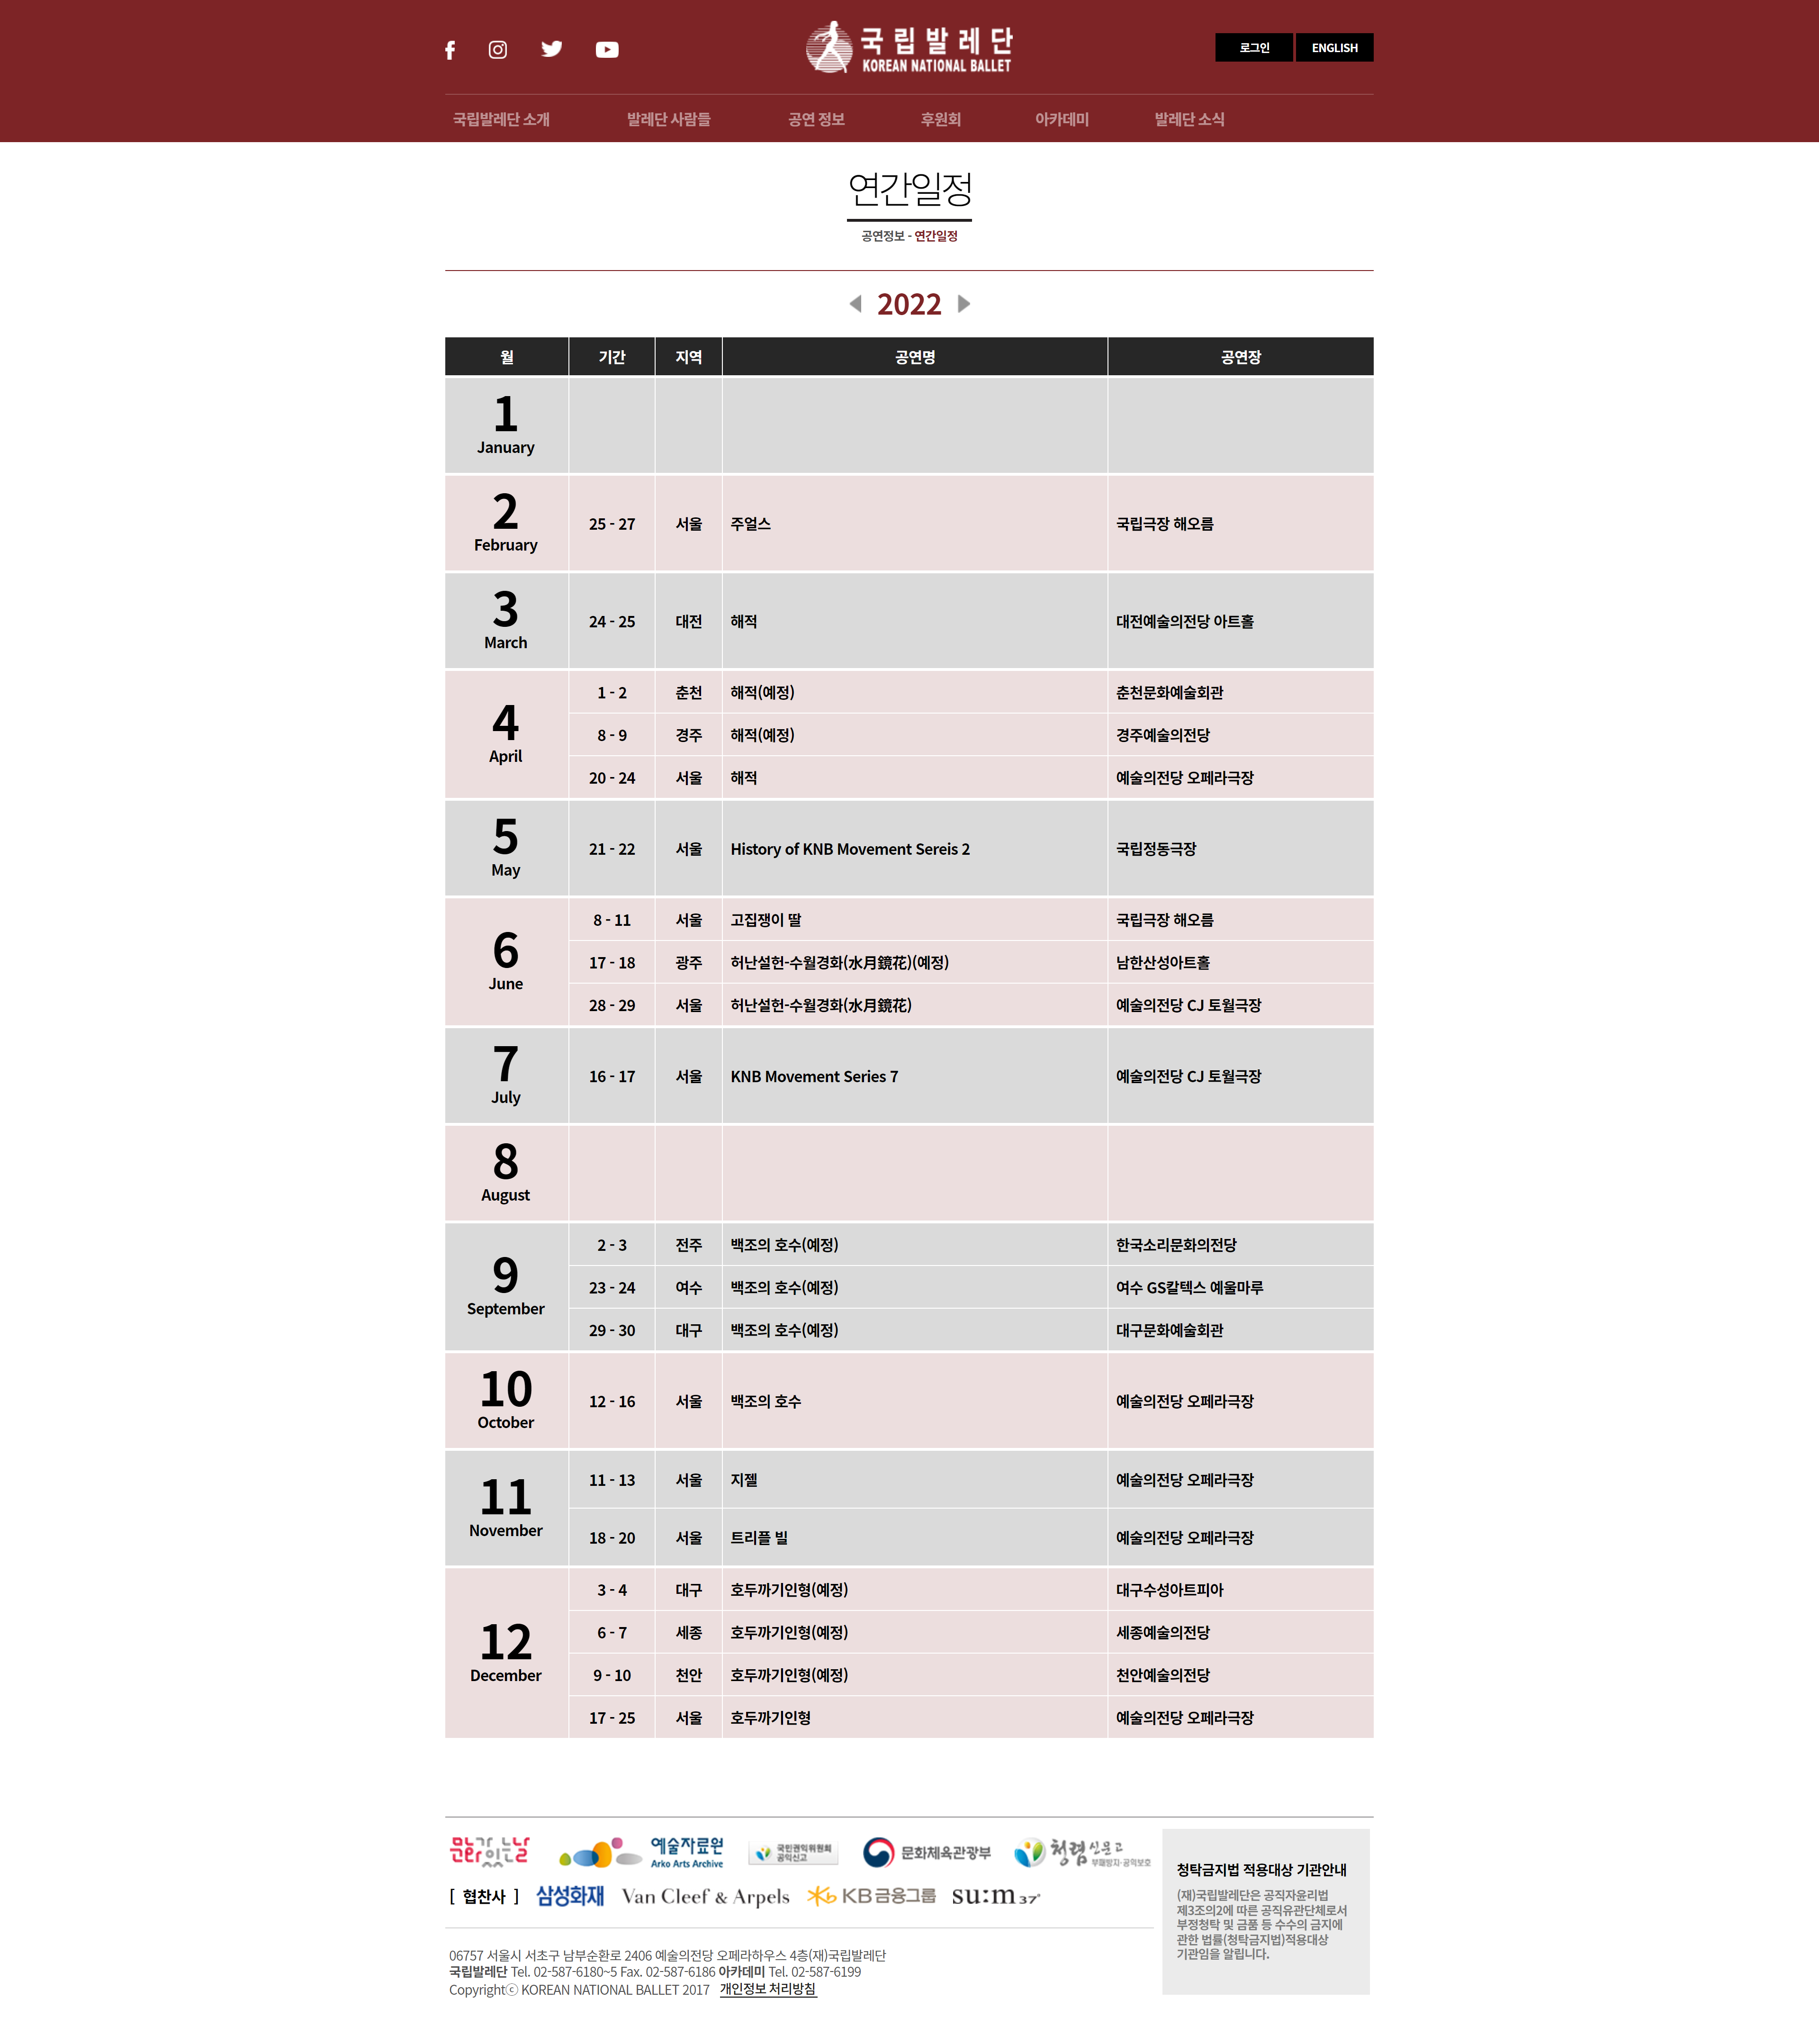 국립발레단
KOREAN NATIONAL BALLET
로그인 ENGLISH
국립발레단 소개 발레단 사람들 공연 정보 후원회 아카데미 발레단 소식
연간일정
공연정보 - 연간일정
2022
월 기간 지역 공연명 공연장
1
January
2
February
25 - 27 서울 주얼스 국립극장 해오름
3
March
24 - 25 대전 해적 대전예술의전당 아트홀
4
April
1 - 2 춘천 해적(예정) 춘천문화예술회관
8 - 9 경주 해적(예정) 경주예술의전당
20 - 24 서울 해적 예술의전당 오페라극장
5
May
21 - 22 서울 History of KNB Movement Sereis 2 국립정동극장
6
June
8 - 11 서울 고집쟁이 딸 국립극장 해오름
17 - 18 광주 허난설헌-수월경화(水月鏡花)(예정) 남한산성아트홀
28 - 29 서울 허난설헌-수월경화(水月鏡花) 예술의전당 CJ 토월극장
7
July
16 - 17 서울 KNB Movement Series 7 예술의전당 CJ 토월극장
8
August
9
September
2 - 3 전주 백조의 호수(예정) 한국소리문화의전당
23 - 24 여수 백조의 호수(예정) 여수 GS칼텍스 예울마루
29 - 30 대구 백조의 호수(예정) 대구문화예술회관
10
October
12 - 16 서울 백조의 호수 예술의전당 오페라극장
11
November
11 - 13 서울 지젤 예술의전당 오페라극장
18 - 20 서울 트리플 빌 예술의전당 오페라극장
12
December
3 - 4 대구 호두까기인형(예정) 대구수성아트피아
6 - 7 세종 호두까기인형(예정) 세종예술의전당
9 - 10 천안 호두까기인형(예정) 천안예술의전당
17 - 25 서울 호두까기인형 예술의전당 오페라극장
문화가 있는 날
예술자료원
Arko Arts Archive
국민권익위원회
공익신고
문화체육관광부
청렴신문고
부패방지·공익보호
[ 협찬사 ] 삼성화재 Van Cleef & Arpels KB금융그룹 su:m37°
청탁금지법 적용대상 기관안내
(재)국립발레단은 공직자윤리법
제3조의2에 따른 공직유관단체로서
부정청탁 및 금품 등 수수의 금지에
관한 법률(청탁금지법)적용대상
기관임을 알립니다.
06757 서울시 서초구 남부순환로 2406 예술의전당 오페라하우스 4층(재)국립발레단
국립발레단 Tel. 02-587-6180~5 Fax. 02-587-6186 아카데미 Tel. 02-587-6199
Copyrightⓒ KOREAN NATIONAL BALLET 2017 개인정보 처리방침